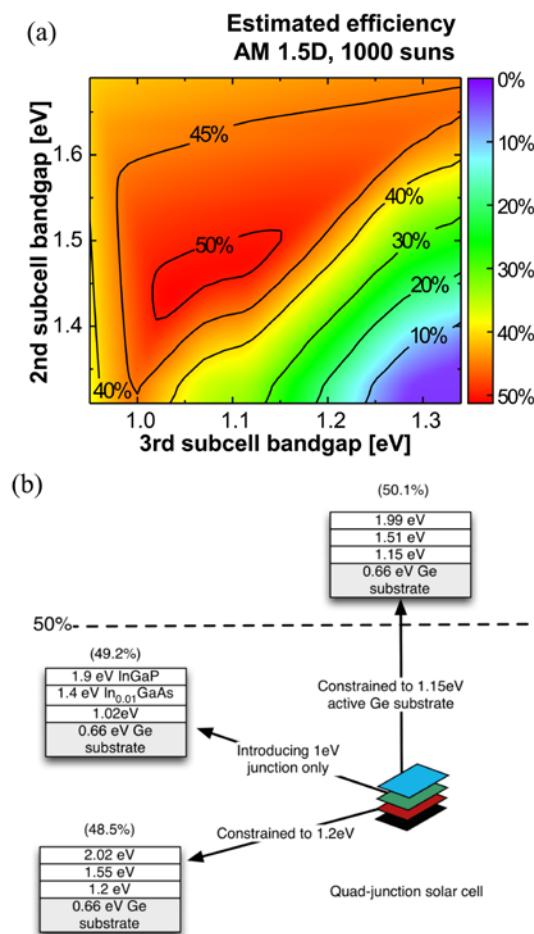 (a)
Estimated efficiency
AM 1.5D, 1000 suns
2nd subcell bandgap [eV]
1.6
1.5
1.4
45%
50%
40%
30%
20%
10%
40%
1.0
1.1
1.2
1.3
3rd subcell bandgap [eV]
0%
10%
20%
30%
40%
50%
(b)
(50.1%)
1.99 eV
1.51 eV
1.15 eV
0.66 eV Ge
substrate
50%
(49.2%)
1.9 eV InGaP
1.4 eV In0.01GaAs
1.02eV
0.66 eV Ge
substrate
Constrained to 1.15eV
active Ge substrate
Introducing 1eV
junction only
Constrained to 1.2eV
(48.5%)
2.02 eV
1.55 eV
1.2 eV
0.66 eV Ge
substrate
Quad-junction solar cell